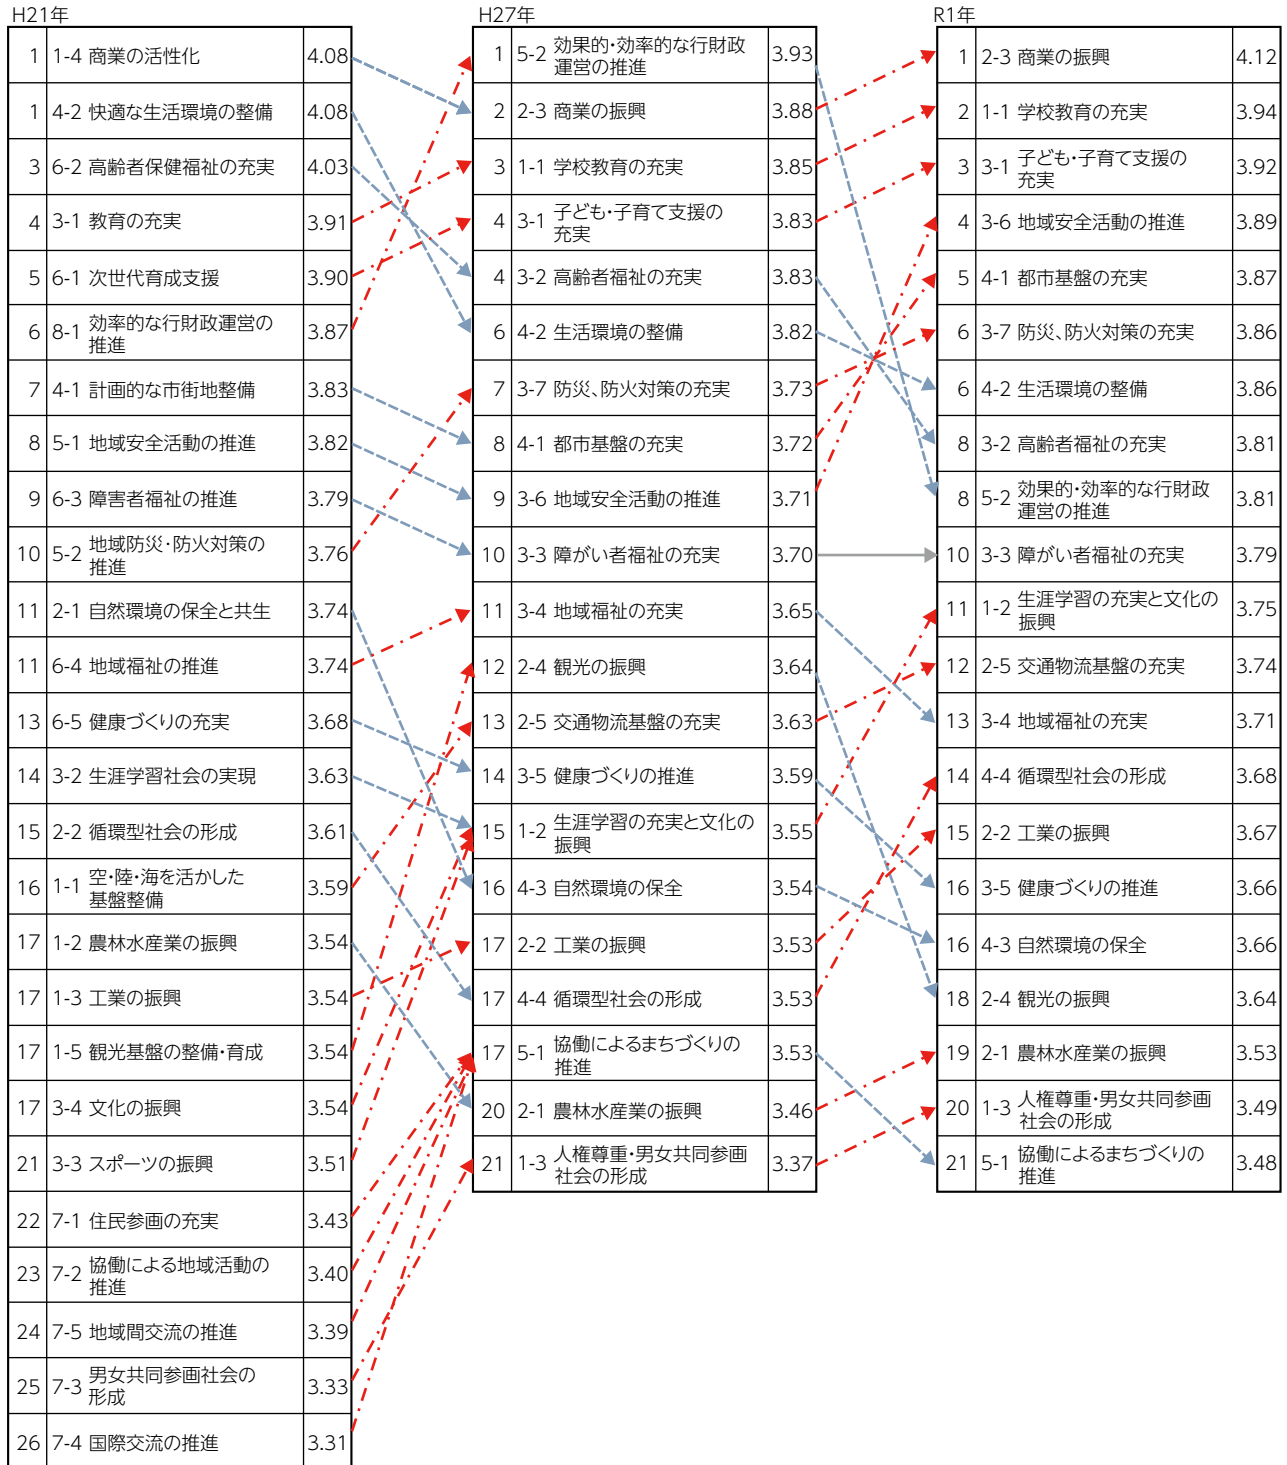 H21年
1 1-4 商業の活性化 4.08
1 4-2 快適な生活環境の整備 4.08
3 6-2 高齢者保健福祉の充実 4.03
4 3-1 教育の充実 3.91
5 6-1 次世代育成支援 3.90
6 8-1 効率的な行財政運営の
推進 3.87
7 4-1 計画的な市街地整備 3.83
8 5-1 地域安全活動の推進 3.82
9 6-3 障害者福祉の推進 3.79
10 5-2 地域防災・防火対策の
推進 3.76
11 2-1 自然環境の保全と共生 3.74
11 6-4 地域福祉の推進 3.74
13 6-5 健康づくりの充実 3.68
14 3-2 生涯学習社会の実現 3.63
15 2-2 循環型社会の形成 3.61
16 1-1 空・陸・海を活かした
基盤整備 3.59
17 1-2 農林水産業の振興 3.54
17 1-3 工業の振興 3.54
17 1-5 観光基盤の整備・育成 3.54
17 3-4 文化の振興 3.54
21 3-3 スポーツの振興 3.51
22 7-1 住民参画の充実 3.43
23 7-2 協働による地域活動の
推進 3.40
24 7-5 地域間交流の推進 3.39
25 7-3 男女共同参画社会の
形成 3.33
26 7-4 国際交流の推進 3.31
H27年
1 5-2 効果的・効率的な行財政
運営の推進 3.93
2 2-3 商業の振興 3.88
3 1-1 学校教育の充実 3.85
4 3-1 子ども・子育て支援の
充実 3.83
4 3-2 高齢者福祉の充実 3.83
6 4-2 生活環境の整備 3.82
7 3-7 防災、防火対策の充実 3.73
8 4-1 都市基盤の充実 3.72
9 3-6 地域安全活動の推進 3.71
10 3-3 障がい者福祉の充実 3.70
11 3-4 地域福祉の充実 3.65
12 2-4 観光の振興 3.64
13 2-5 交通物流基盤の充実 3.63
14 3-5 健康づくりの推進 3.59
15 1-2 生涯学習の充実と文化の
振興 3.55
16 4-3 自然環境の保全 3.54
17 2-2 工業の振興 3.53
17 4-4 循環型社会の形成 3.53
17 5-1 協働によるまちづくりの
推進 3.53
20 2-1 農林水産業の振興 3.46
21 1-3 人権尊重・男女共同参画
社会の形成 3.37
R1年
1 2-3 商業の振興 4.12
2 1-1 学校教育の充実 3.94
3 3-1 子ども・子育て支援の
充実 3.92
4 3-6 地域安全活動の推進 3.89
5 4-1 都市基盤の充実 3.87
6 3-7 防災、防火対策の充実 3.86
6 4-2 生活環境の整備 3.86
8 3-2 高齢者福祉の充実 3.81
8 5-2 効果的・効率的な行財政
運営の推進 3.81
10 3-3 障がい者福祉の充実 3.79
11 1-2 生涯学習の充実と文化の
振興 3.75
12 2-5 交通物流基盤の充実 3.74
13 3-4 地域福祉の充実 3.71
14 4-4 循環型社会の形成 3.68
15 2-2 工業の振興 3.67
16 3-5 健康づくりの推進 3.66
16 4-3 自然環境の保全 3.66
18 2-4 観光の振興 3.64
19 2-1 農林水産業の振興 3.53
20 1-3 人権尊重・男女共同参画
社会の形成 3.49
21 5-1 協働によるまちづくりの
推進 3.48